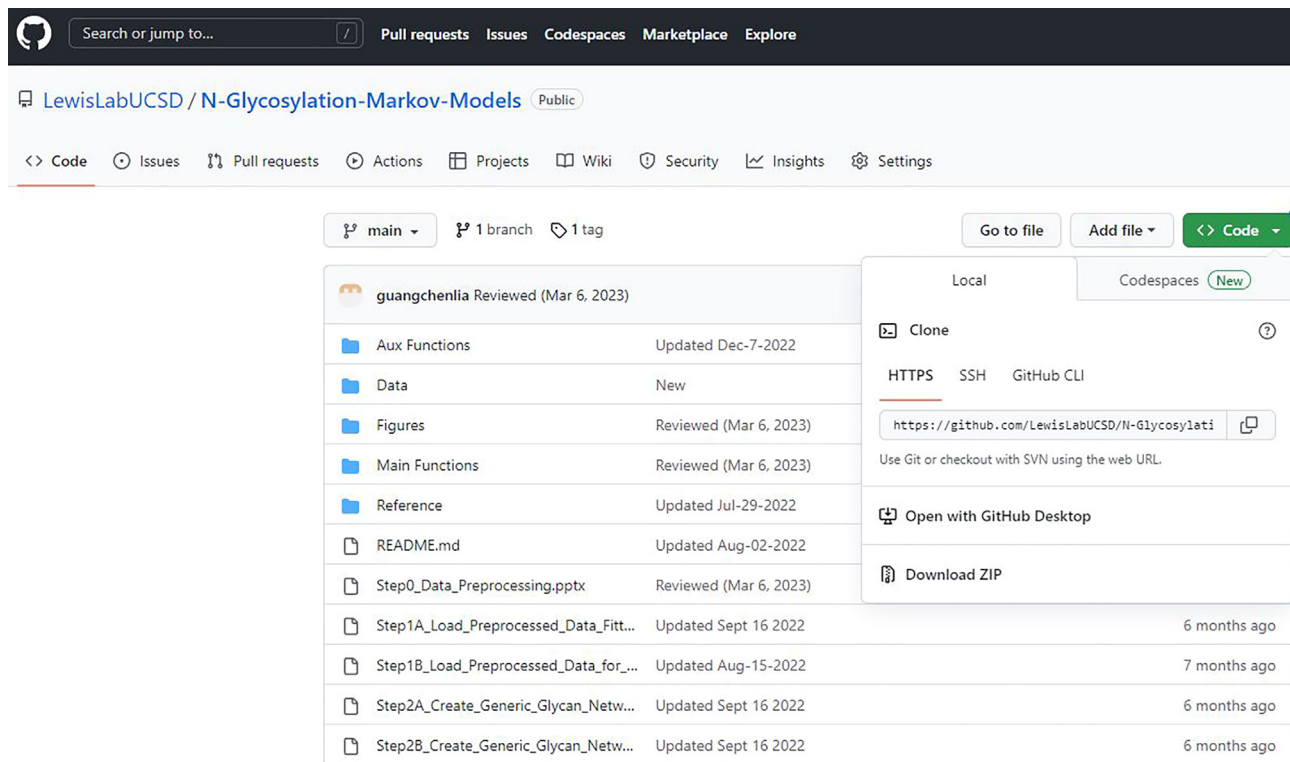 Search or jump to... / Pull requests Issues Codespaces Marketplace Explore
LewisLabUCSD / N-Glycosylation-Markov-Models Public
<> Code Issues Pull requests Actions Projects Wiki Security Insights Settings
main 1 branch 1 tag Go to file Add file <> Code
guangchenlia Reviewed (Mar 6, 2023)
Local Codespaces New
Clone
HTTPS SSH GitHub CLI
https://github.com/LewisLabUCSD/N-Glycosylati
Use Git or checkout with SVN using the web URL.
Open with GitHub Desktop
Download ZIP
Aux Functions Updated Dec-7-2022
Data New
Figures Reviewed (Mar 6, 2023)
Main Functions Reviewed (Mar 6, 2023)
Reference Updated Jul-29-2022
README.md Updated Aug-02-2022
Step0_Data_Preprocessing.pptx Reviewed (Mar 6, 2023)
Step1A_Load_Preprocessed_Data_Fitt... Updated Sept 16 2022 6 months ago
Step1B_Load_Preprocessed_Data_for_... Updated Aug-15-2022 7 months ago
Step2A_Create_Generic_Glycan_Netw... Updated Sept 16 2022 6 months ago
Step2B_Create_Generic_Glycan_Netw... Updated Sept 16 2022 6 months ago